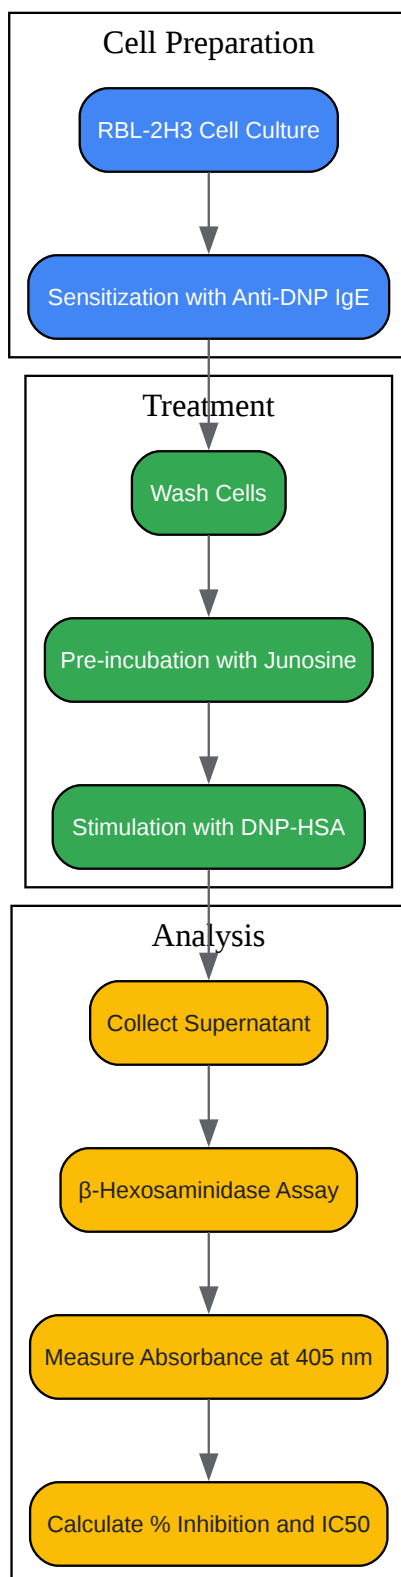 Cell Preparation
RBL-2H3 Cell Culture
Sensitization with Anti-DNP IgE
Treatment
Wash Cells
Pre-incubation with Junosine
Stimulation with DNP-HSA
Analysis
Collect Supernatant
β-Hexosaminidase Assay
Measure Absorbance at 405 nm
Calculate % Inhibition and IC50